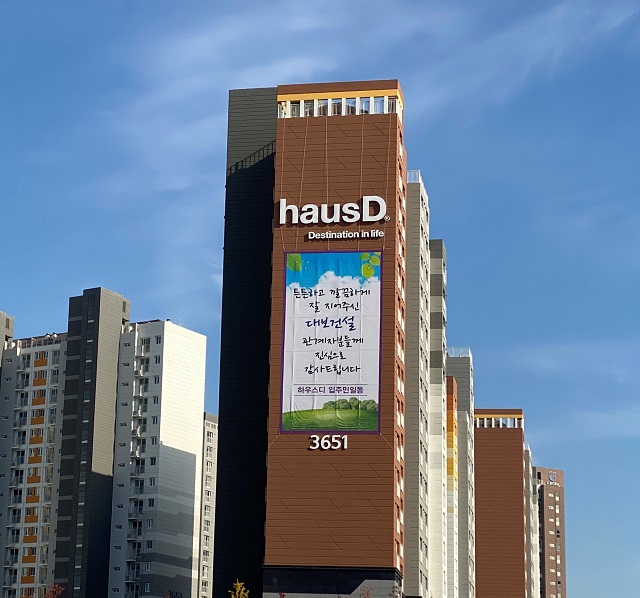 hausD®
Destination in life
튼튼하고 깔끔하게
잘 지어주신
대보건설
관계자분들께
진심으로
감사드립니다
하우스디 입주민일동
3651